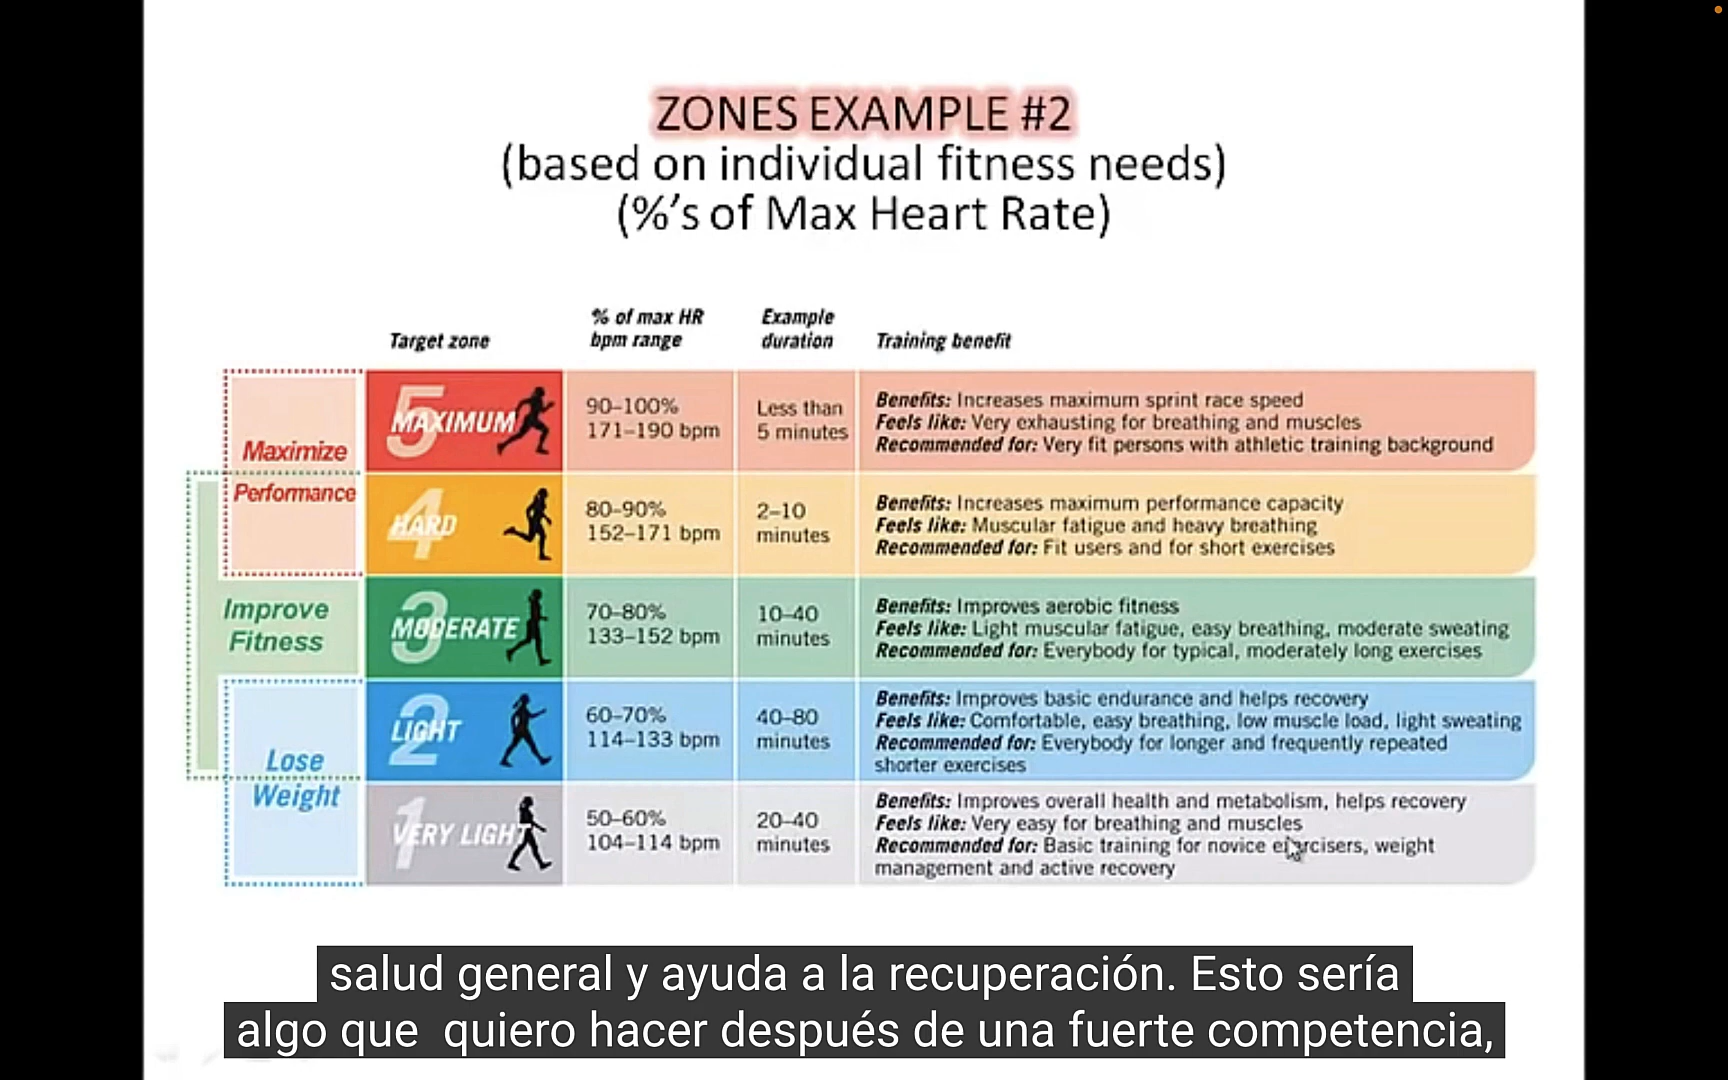 ZONES EXAMPLE #2
(based on individual fitness needs)
(%'s of Max Heart Rate)
Target zone
% of max HR
bpm range
Example
duration
Training benefit
Maximize
Performance
Improve
Fitness
Lose
Weight
5
MAXIMUM
90–100%
171–190 bpm
Less than
5 minutes
Benefits: Increases maximum sprint race speed
Feels like: Very exhausting for breathing and muscles
Recommended for: Very fit persons with athletic training background
4
HARD
80–90%
152–171 bpm
2–10
minutes
Benefits: Increases maximum performance capacity
Feels like: Muscular fatigue and heavy breathing
Recommended for: Fit users and for short exercises
3
MODERATE
70–80%
133–152 bpm
10–40
minutes
Benefits: Improves aerobic fitness
Feels like: Light muscular fatigue, easy breathing, moderate sweating
Recommended for: Everybody for typical, moderately long exercises
2
LIGHT
60–70%
114–133 bpm
40–80
minutes
Benefits: Improves basic endurance and helps recovery
Feels like: Comfortable, easy breathing, low muscle load, light sweating
Recommended for: Everybody for longer and frequently repeated
shorter exercises
1
VERY LIGHT
50–60%
104–114 bpm
20–40
minutes
Benefits: Improves overall health and metabolism, helps recovery
Feels like: Very easy for breathing and muscles
Recommended for: Basic training for novice exercisers, weight
management and active recovery
salud general y ayuda a la recuperación. Esto sería
algo que quiero hacer después de una fuerte competencia,